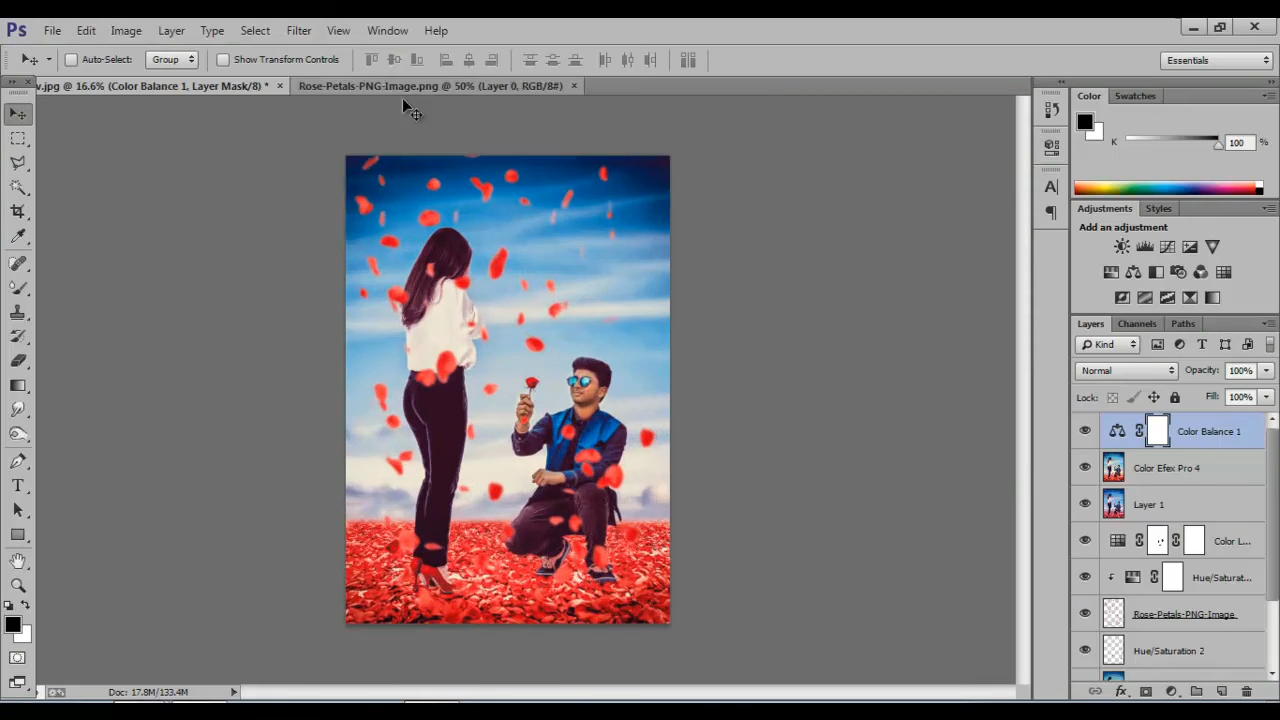 Ps File Edit Image Layer Type Select Filter View Window Help
Auto-Select: Group Show Transform Controls Essentials
v.jpg @ 16.6% (Color Balance 1, Layer Mask/8) * × Rose-Petals-PNG-Image.png @ 50% (Layer 0, RGB/8#) ×
Color Swatches
K 100 %
Adjustments Styles
Add an adjustment
Layers Channels Paths
Kind
Normal Opacity: 100%
Lock: Fill: 100%
Color Balance 1
Color Efex Pro 4
Layer 1
Color L...
Hue/Saturat...
Rose-Petals-PNG-Image
Hue/Saturation 2
Doc: 17.8M/133.4M